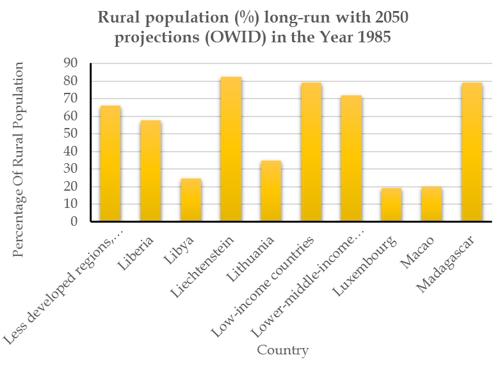 Rural population (%) long-run with 2050
projections (OWID) in the Year 1985
Percentage Of Rural Population
90
80
70
60
50
40
30
20
10
0
Less developed regions,…
Liberia
Libya
Liechtenstein
Lithuania
Low-income countries
Lower-middle-income…
Luxembourg
Macao
Madagascar
Country